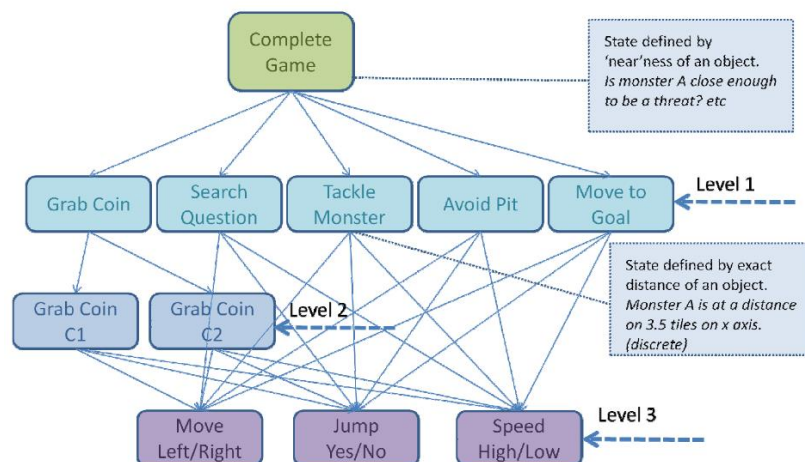 Complete
Game
State defined by
‘near’ness of an object.
Is monster A close enough
to be a threat? etc
Grab Coin
Search
Question
Tackle
Monster
Avoid Pit
Move to
Goal
Level 1
State defined by exact
distance of an object.
Monster A is at a distance
on 3.5 tiles on x axis.
(discrete)
Grab Coin
C1
Grab Coin
C2
Level 2
Move
Left/Right
Jump
Yes/No
Speed
High/Low
Level 3